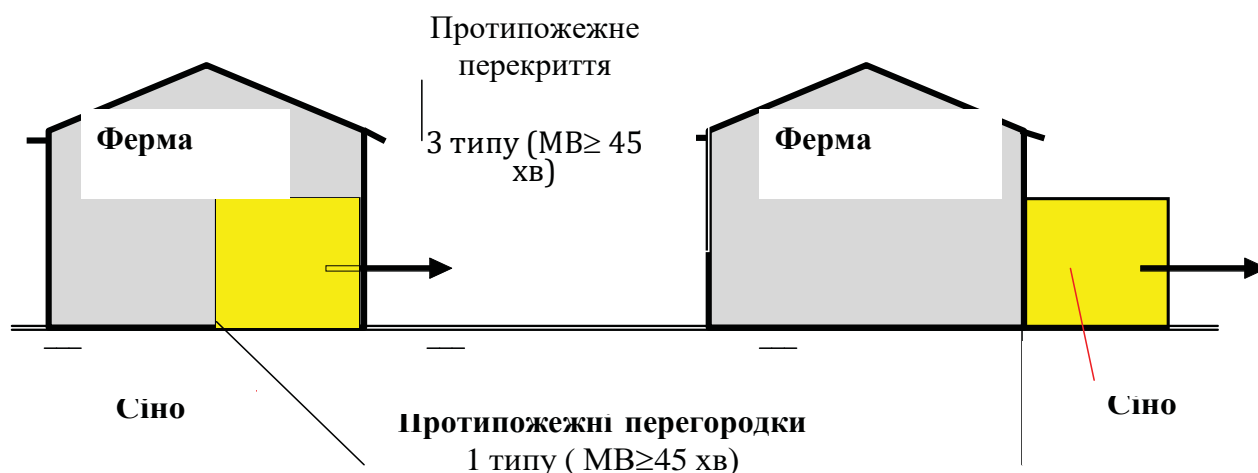 Протипожежне
перекриття
3 типу (МВ≥ 45
хв)
Ферма
Ферма
Сіно
Сіно
Протипожежні перегородки
1 типу ( МВ≥45 хв)